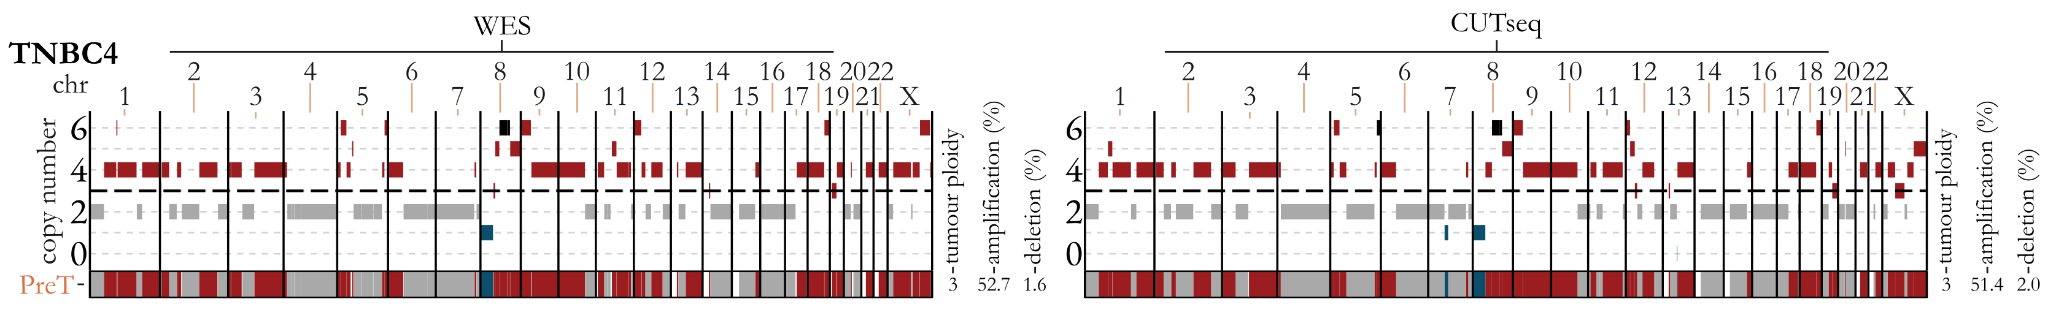 WES
TNBC4
chr
2 4 6 8 10 12 14 16 18 20 22
1 3 5 7 9 11 13 15 17 19 21 X
copy number
6
4
2
0
PreT-
-tumour ploidy
-amplification (%)
-deletion (%)
3 52.7 1.6
CUTseq
2 4 6 8 10 12 14 16 18 20 22
1 3 5 7 9 11 13 15 17 19 21 X
6
4
2
0
-tumour ploidy
-amplification (%)
-deletion (%)
3 51.4 2.0